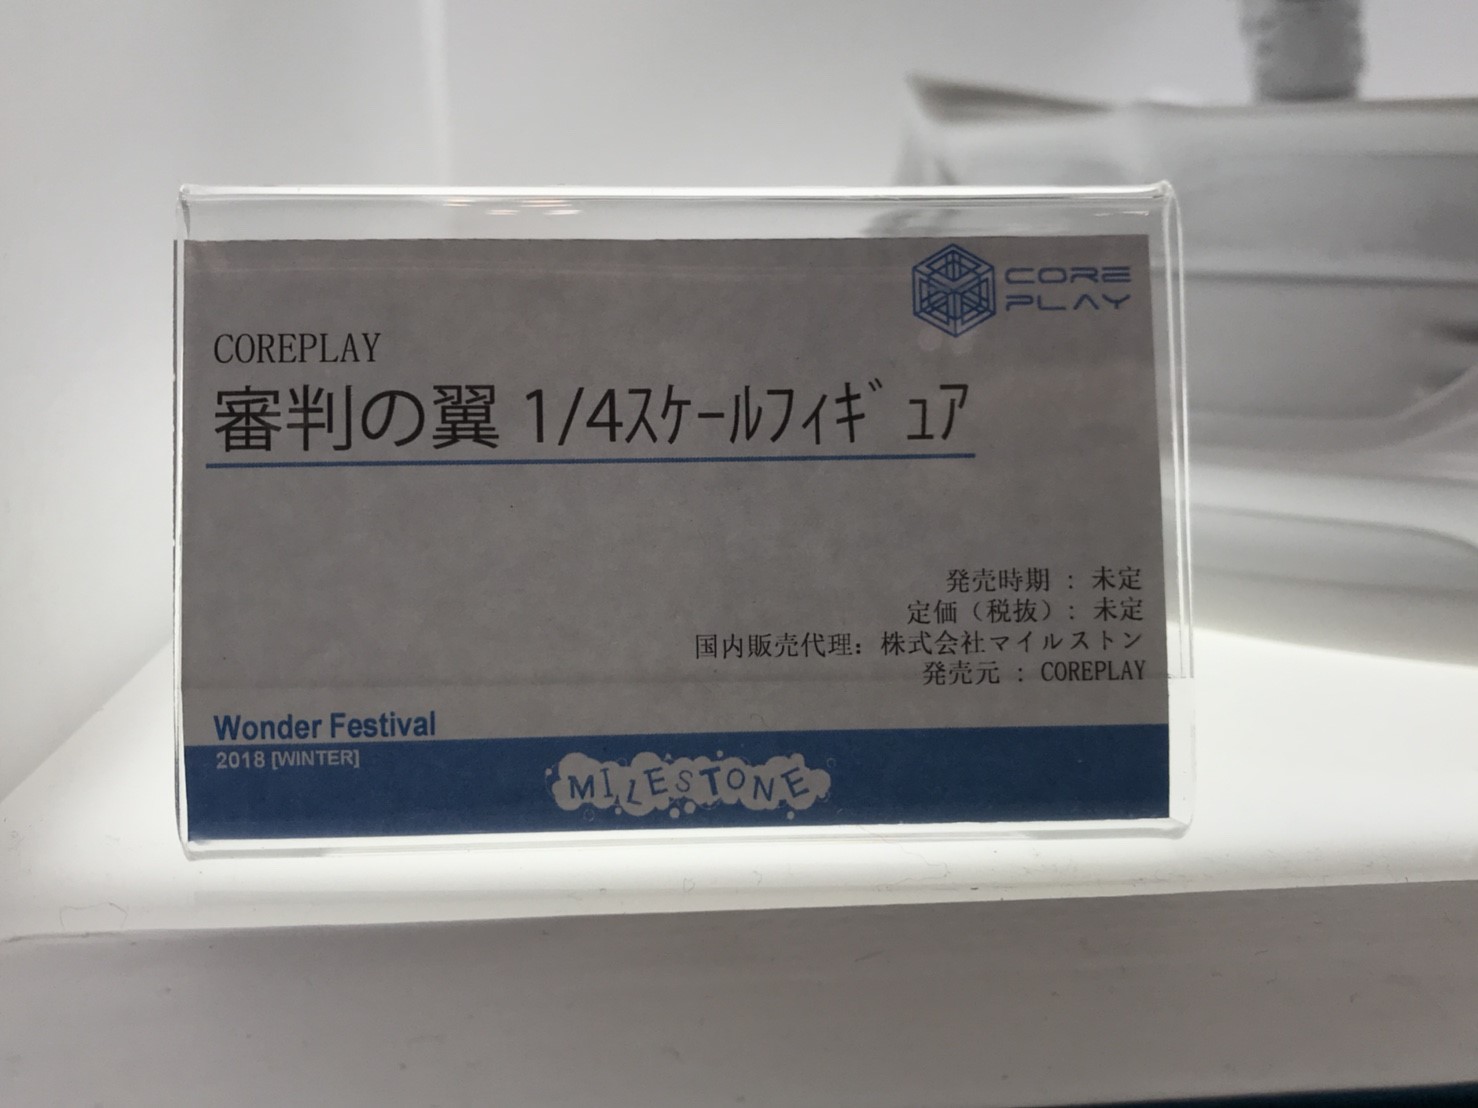 CORE
PLAY
COREPLAY
審判の翼 1/4ｽｹｰﾙﾌｨｷﾞｭｱ
発売時期 : 未定
定価（税抜）: 未定
国内販売代理: 株式会社マイルストン
発売元 : COREPLAY
Wonder Festival
2018 [WINTER]
MILESTONE